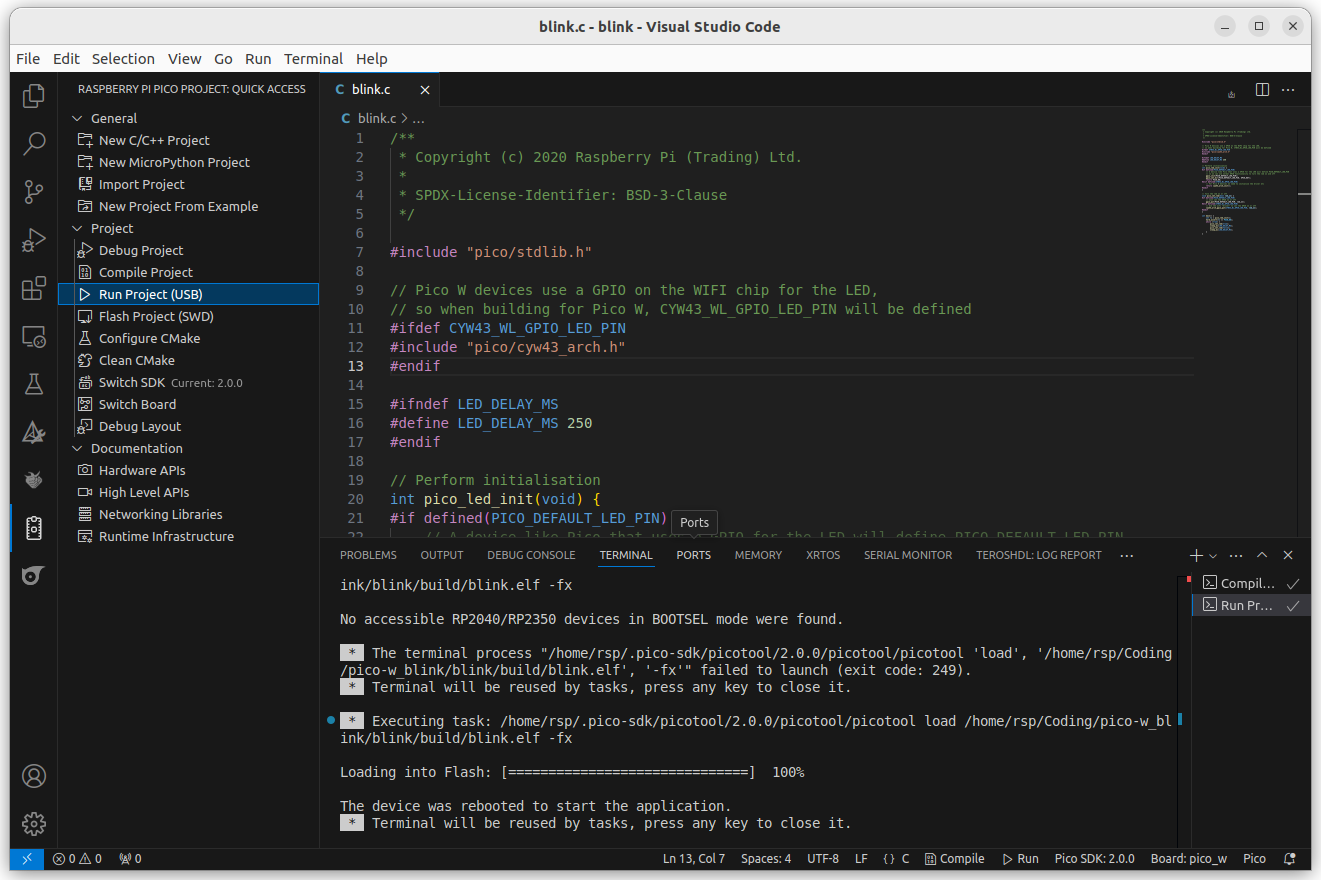 blink.c - blink - Visual Studio Code
File Edit Selection View Go Run Terminal Help
RASPBERRY PI PICO PROJECT: QUICK ACCESS
General
New C/C++ Project
New MicroPython Project
Import Project
New Project From Example
Project
Debug Project
Compile Project
Run Project (USB)
Flash Project (SWD)
Configure CMake
Clean CMake
Switch SDK Current: 2.0.0
Switch Board
Debug Layout
Documentation
Hardware APIs
High Level APIs
Networking Libraries
Runtime Infrastructure
C blink.c
C blink.c > ...
1 /**
2 * Copyright (c) 2020 Raspberry Pi (Trading) Ltd.
3 *
4 * SPDX-License-Identifier: BSD-3-Clause
5 */
6
7 #include "pico/stdlib.h"
8
9 // Pico W devices use a GPIO on the WIFI chip for the LED,
10 // so when building for Pico W, CYW43_WL_GPIO_LED_PIN will be defined
11 #ifdef CYW43_WL_GPIO_LED_PIN
12 #include "pico/cyw43_arch.h"
13 #endif
14
15 #ifndef LED_DELAY_MS
16 #define LED_DELAY_MS 250
17 #endif
18
19 // Perform initialisation
20 int pico_led_init(void) {
21 #if defined(PICO_DEFAULT_LED_PIN)
Ports
22 // A device like Pico that uses a GPIO for the LED will define PICO_DEFAULT_LED_PIN
PROBLEMS OUTPUT DEBUG CONSOLE TERMINAL PORTS MEMORY XRTOS SERIAL MONITOR TEROSHDL: LOG REPORT ...
ink/blink/build/blink.elf -fx
No accessible RP2040/RP2350 devices in BOOTSEL mode were found.
* The terminal process "/home/rsp/.pico-sdk/picotool/2.0.0/picotool/picotool 'load', '/home/rsp/Coding
/pico-w_blink/blink/build/blink.elf', '-fx'" failed to launch (exit code: 249).
* Terminal will be reused by tasks, press any key to close it.
* Executing task: /home/rsp/.pico-sdk/picotool/2.0.0/picotool/picotool load /home/rsp/Coding/pico-w_bl
ink/blink/build/blink.elf -fx
Loading into Flash: [==============================] 100%
The device was rebooted to start the application.
* Terminal will be reused by tasks, press any key to close it.
Compil...
Run Pr...
0 0 0 Ln 13, Col 7 Spaces: 4 UTF-8 LF {} C Compile Run Pico SDK: 2.0.0 Board: pico_w Pico